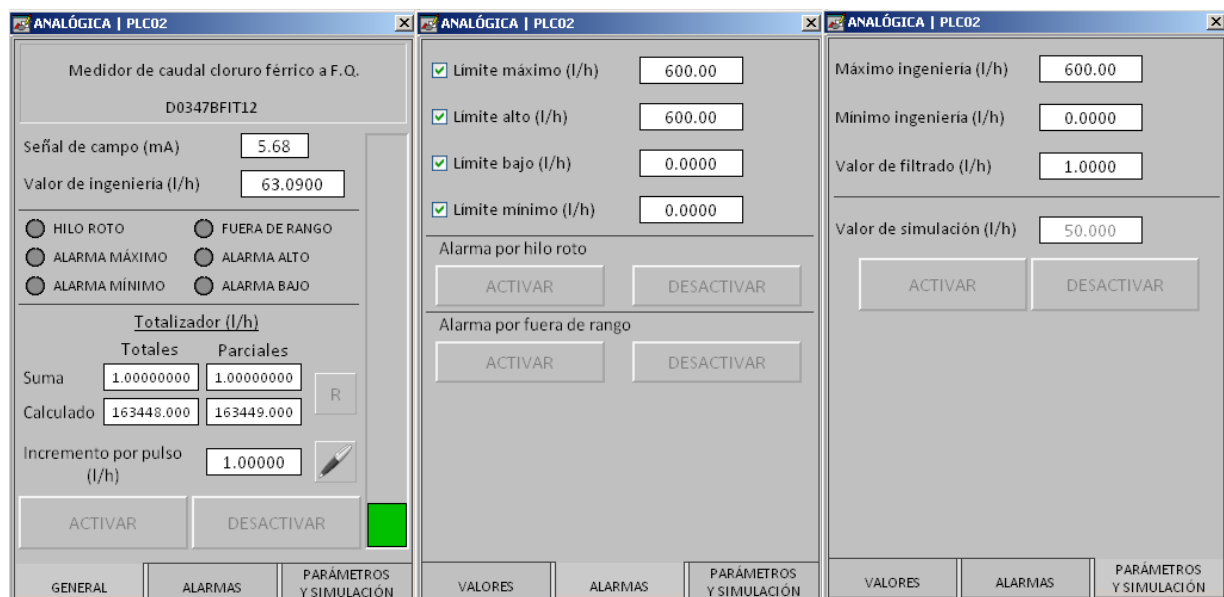 ANALÓGICA | PLC02
Medidor de caudal cloruro férrico a F.Q.
D0347BFIT12
Señal de campo (mA) 5.68
Valor de ingeniería (l/h) 63.0900
HILO ROTO FUERA DE RANGO
ALARMA MÁXIMO ALARMA ALTO
ALARMA MÍNIMO ALARMA BAJO
Totalizador (l/h)
Totales Parciales
Suma 1.00000000 1.00000000
R
Calculado 163448.000 163449.000
Incremento por pulso
(l/h)
1.00000
ACTIVAR DESACTIVAR
GENERAL ALARMAS PARÁMETROS
Y SIMULACIÓN
ANALÓGICA | PLC02
Límite máximo (l/h) 600.00
Límite alto (l/h) 600.00
Límite bajo (l/h) 0.0000
Límite mínimo (l/h) 0.0000
Alarma por hilo roto
ACTIVAR DESACTIVAR
Alarma por fuera de rango
ACTIVAR DESACTIVAR
VALORES ALARMAS PARÁMETROS
Y SIMULACIÓN
ANALÓGICA | PLC02
Máximo ingeniería (l/h) 600.00
Mínimo ingeniería (l/h) 0.0000
Valor de filtrado (l/h) 1.0000
Valor de simulación (l/h) 50.000
ACTIVAR DESACTIVAR
VALORES ALARMAS PARÁMETROS
Y SIMULACIÓN